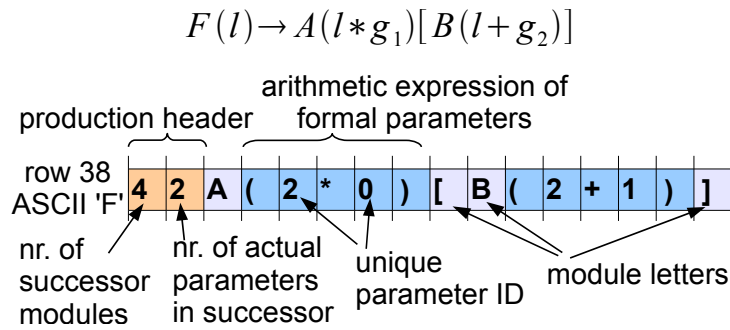 F(l)→A(l*g₁)[B(l+g₂)]
arithmetic expression of
formal parameters
production header
row 38
ASCII 'F'
4 2 A ( 2 * 0 ) [ B ( 2 + 1 ) ]
nr. of
successor
modules
nr. of actual
parameters
in successor
unique
parameter ID
module letters